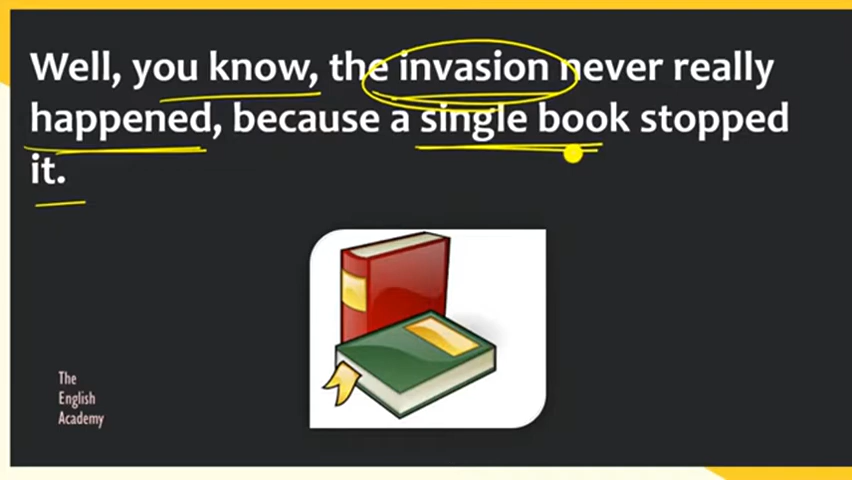 Well, you know, the invasion never really
happened, because a single book stopped
it.
The
English
Academy